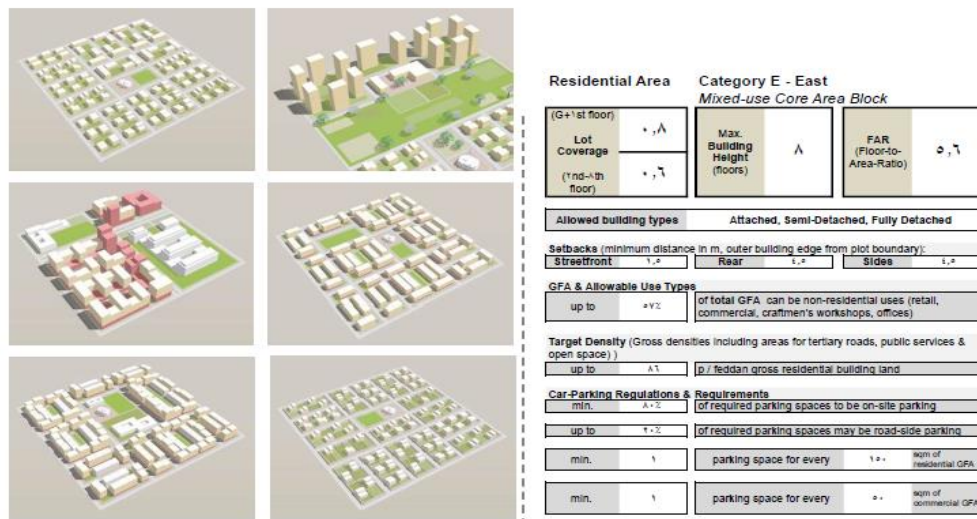 Residential Area
Category E - East
Mixed-use Core Area Block
(G+١st floor)
Lot
Coverage
(٢nd-٨th
floor)
٠,٨
٠,٦
Max.
Building
Height
(floors)
٨
FAR
(Floor-to-
Area-Ratio)
٥,٦
Allowed building types
Attached, Semi-Detached, Fully Detached
Setbacks (minimum distance in m, outer building edge from plot boundary):
Streetfront ١,٥ Rear ٤,٥ Sides ٤,٥
GFA & Allowable Use Types
up to ٥٧٪ of total GFA can be non-residential uses (retail,
commercial, craftmen's workshops, offices)
Target Density (Gross densities including areas for tertiary roads, public services &
open space) )
up to ٨٦ p / feddan gross residential building land
Car-Parking Regulations & Requirements
min. ٨٠٪ of required parking spaces to be on-site parking
up to ٢٠٪ of required parking spaces may be road-side parking
min. ١ parking space for every ١٥٠ sqm of
residential GFA
min. ١ parking space for every ٥٠ sqm of
commercial GFA